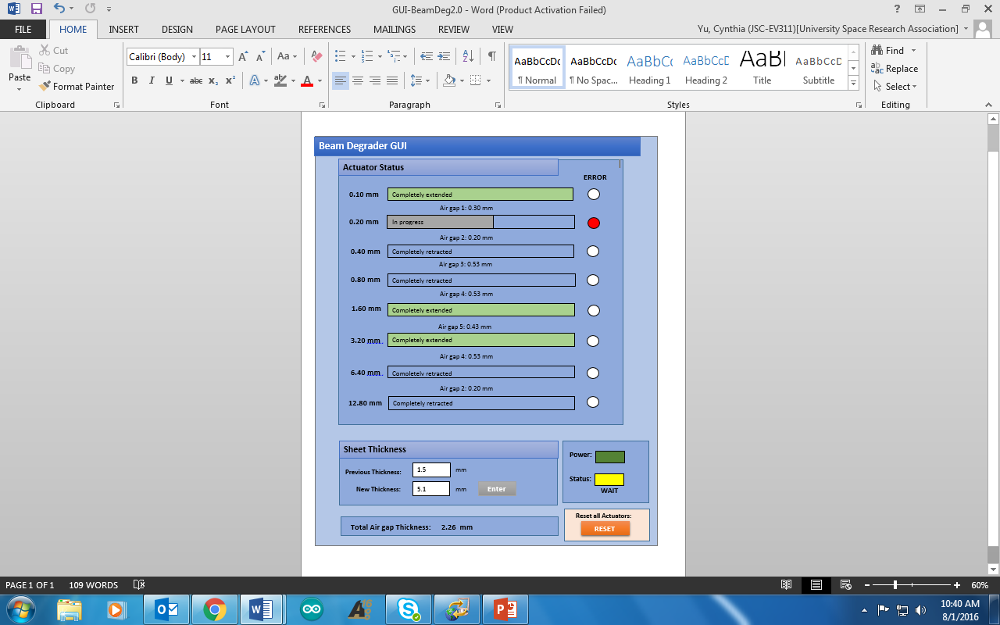 GUI-BeamDeg2.0 - Word (Product Activation Failed)
FILE HOME INSERT DESIGN PAGE LAYOUT REFERENCES MAILINGS REVIEW VIEW Yu, Cynthia (JSC-EV311)[University Space Research Association]
Paste
Cut
Copy
Format Painter
Clipboard
Calibri (Body) 11
Font
Paragraph
AaBbCcDc AaBbCcDc AaBbCc AaBbCcD AaBl AaBbCcD
¶ Normal ¶ No Spac... Heading 1 Heading 2 Title Subtitle
Styles
Find
Replace
Select
Editing
Beam Degrader GUI
Actuator Status
ERROR
0.10 mm Completely extended
Air gap 1: 0.30 mm
0.20 mm In progress
Air gap 2: 0.20 mm
0.40 mm Completely retracted
Air gap 3: 0.53 mm
0.80 mm Completely retracted
Air gap 4: 0.53 mm
1.60 mm Completely extended
Air gap 5: 0.43 mm
3.20 mm Completely extended
Air gap 4: 0.53 mm
6.40 mm Completely retracted
Air gap 2: 0.20 mm
12.80 mm Completely retracted
Sheet Thickness
Previous Thickness: 1.5 mm
New Thickness: 5.1 mm Enter
Power:
Status:
WAIT
Total Air gap Thickness: 2.26 mm
Reset all Actuators:
RESET
PAGE 1 OF 1 109 WORDS 60%
10:40 AM
8/1/2016